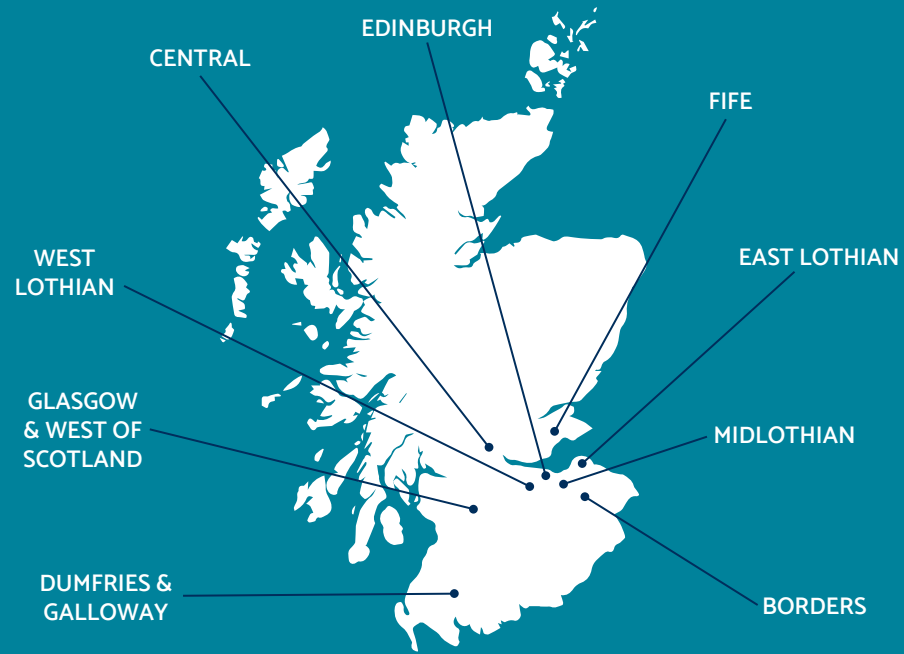 EDINBURGH
CENTRAL
FIFE
WEST
LOTHIAN
EAST LOTHIAN
GLASGOW
& WEST OF
SCOTLAND
MIDLOTHIAN
DUMFRIES &
GALLOWAY
BORDERS